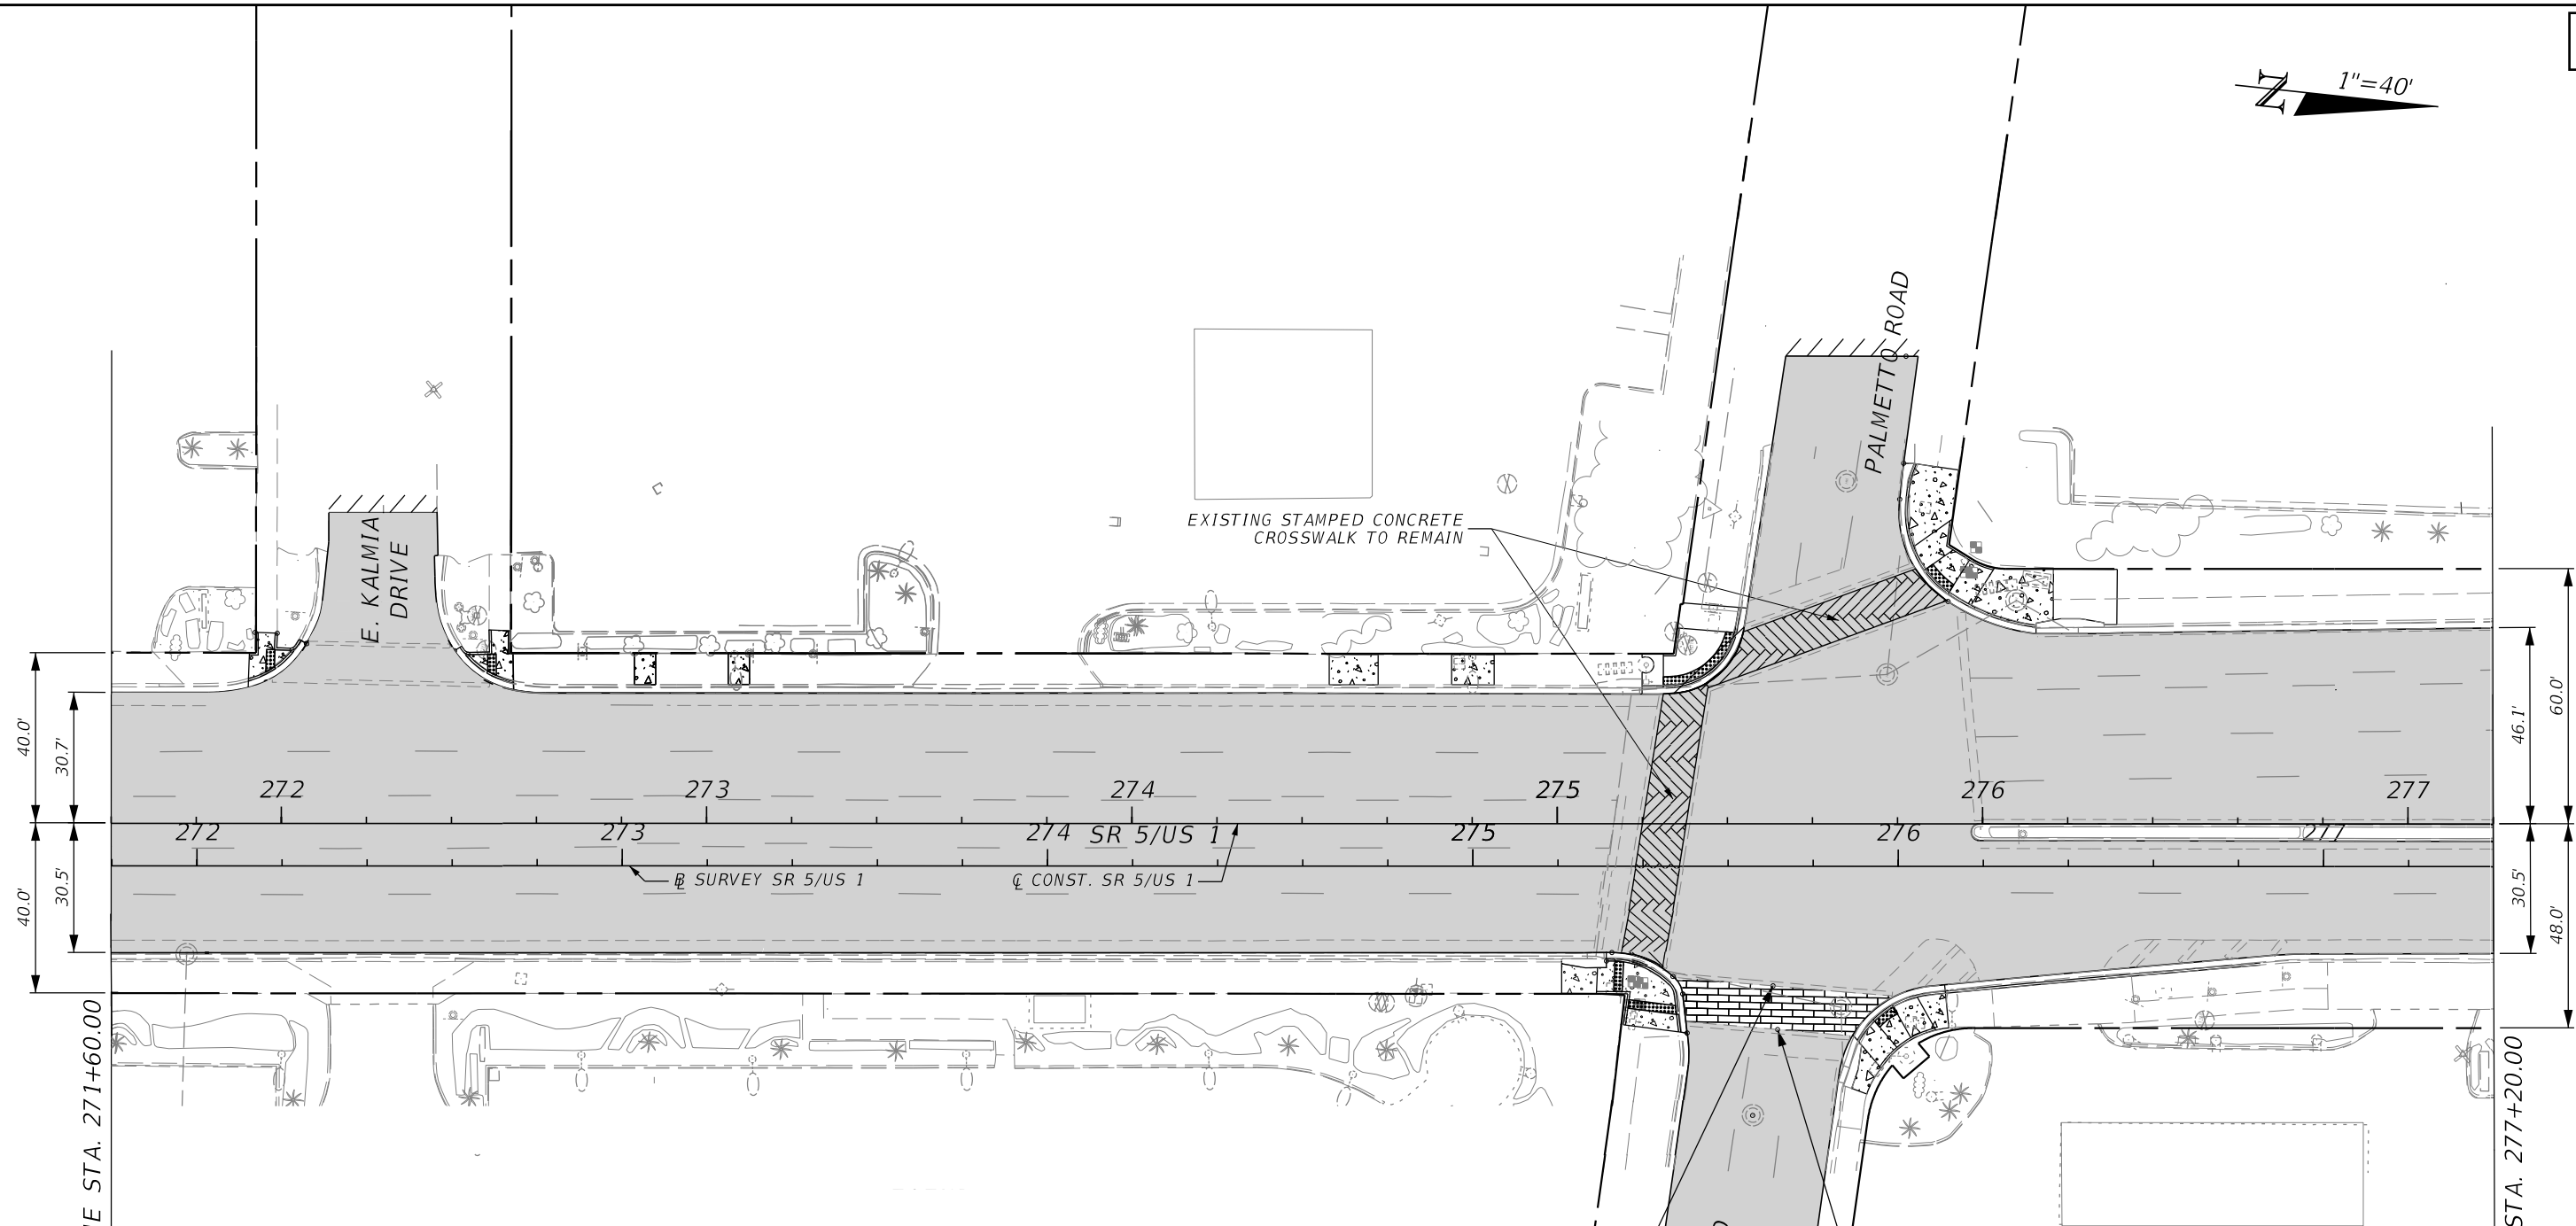 N
1"=40'
PALMETTO ROAD
E. KALMIA
DRIVE
EXISTING STAMPED CONCRETE
CROSSWALK TO REMAIN
40.0'
30.7'
46.1'
60.0'
272
273
274
275
276
277
272
273
274
SR 5/US 1
275
276
277
℄ CONST. SR 5/US 1
BL SURVEY SR 5/US 1
40.0'
30.5'
30.5'
48.0'
STA. 271+60.00
STA. 277+20.00